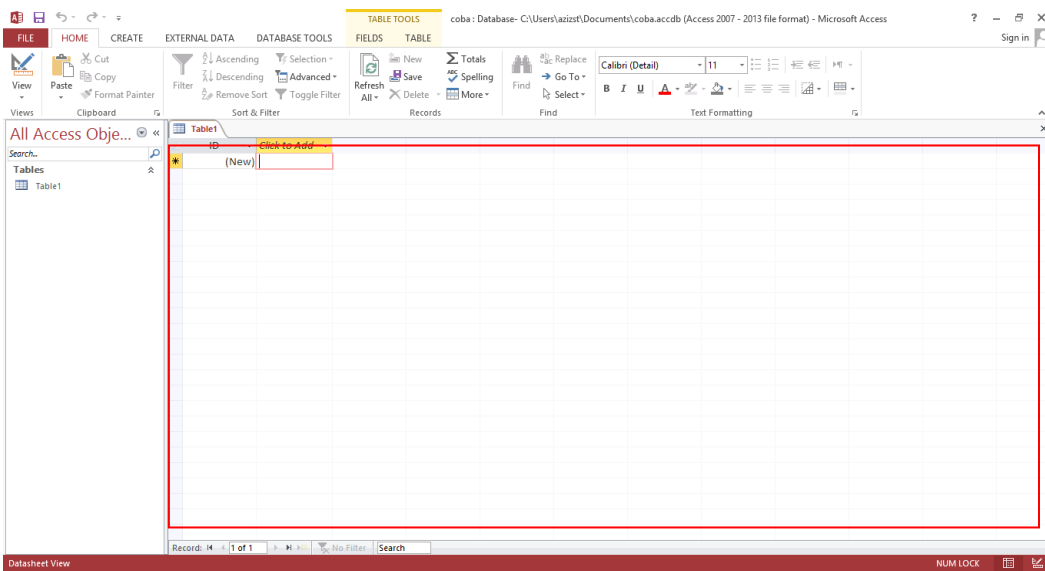 TABLE TOOLS coba : Database- C:\Users\azizst\Documents\coba.accdb (Access 2007 - 2013 file format) - Microsoft Access ?
FILE HOME CREATE EXTERNAL DATA DATABASE TOOLS FIELDS TABLE Sign in
View
Paste
Cut
Copy
Format Painter
Filter
Ascending
Descending
Remove Sort
Selection
Advanced
Toggle Filter
Refresh All
New
Save
Delete
Totals
Spelling
More
Find
Replace
Go To
Select
Calibri (Detail) 11
B I U A
Views Clipboard Sort & Filter Records Find Text Formatting
All Access Obje...
Search...
Tables
Table1
Table1
ID Click to Add
(New)
Record: 1 of 1 No Filter Search
Datasheet View NUM LOCK